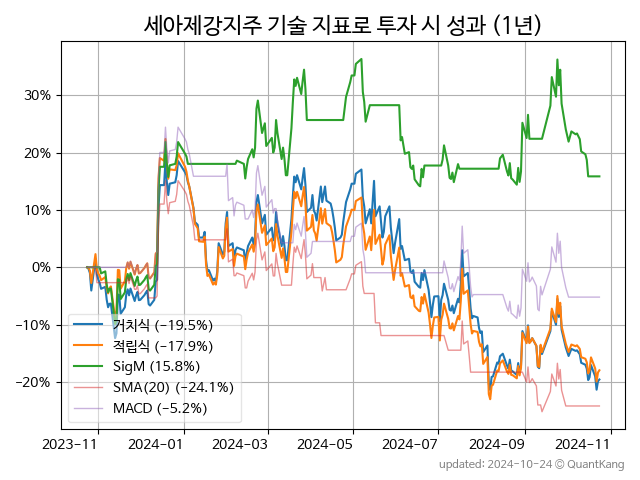 세아제강지주 기술 지표로 투자 시 성과 (1년)
30%
20%
10%
0%
−10%
−20%
거치식 (−19.5%)
적립식 (−17.9%)
SigM (15.8%)
SMA(20) (−24.1%)
MACD (−5.2%)
2023-11
2024-01
2024-03
2024-05
2024-07
2024-09
2024-11
updated: 2024-10-24 © QuantKang